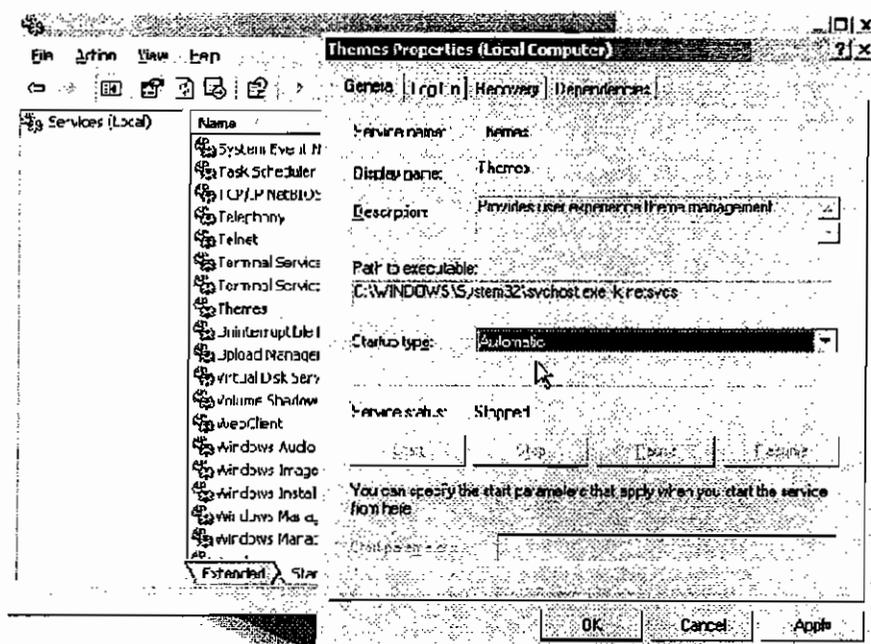 File Action View Help
Services (Local)
Name
System Event N
Task Scheduler
TCP/IP NetBIOS
Telephony
Telnet
Terminal Service
Terminal Service
Themes
Uninterruptible
Upload Manager
Virtual Disk Serv
Volume Shadow
WebClient
Windows Audio
Windows Image
Windows Instal
Windows Manag
Windows Manag
Extended Stan
Themes Properties (Local Computer)
General Log On Recovery Dependencies
Service name: Themes
Display name: Themes
Description: Provides user experience theme management.
Path to executable:
C:\WINDOWS\System32\svchost.exe -k netsvcs
Startup type: Automatic
Service status: Stopped
Start Stop Pause Resume
You can specify the start parameters that apply when you start the service
from here.
Start parameters:
OK Cancel Apply